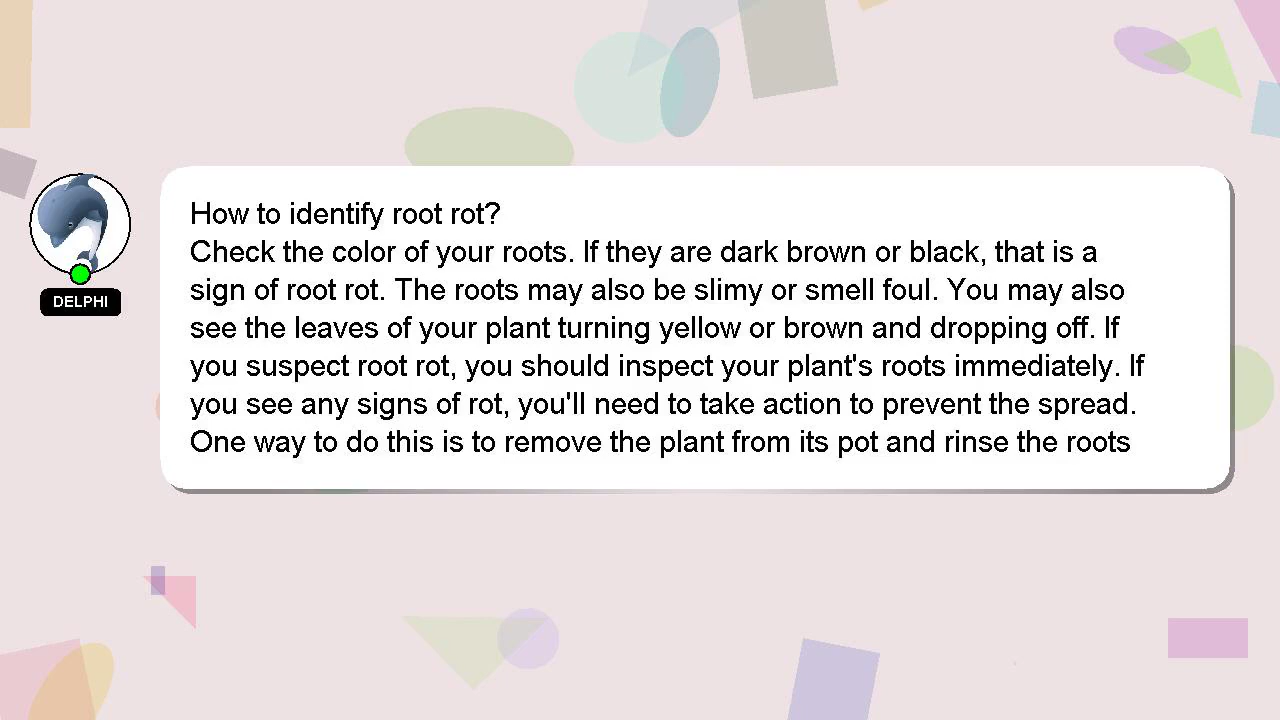 DELPHI
How to identify root rot?
Check the color of your roots. If they are dark brown or black, that is a
sign of root rot. The roots may also be slimy or smell foul. You may also
see the leaves of your plant turning yellow or brown and dropping off. If
you suspect root rot, you should inspect your plant's roots immediately. If
you see any signs of rot, you'll need to take action to prevent the spread.
One way to do this is to remove the plant from its pot and rinse the roots